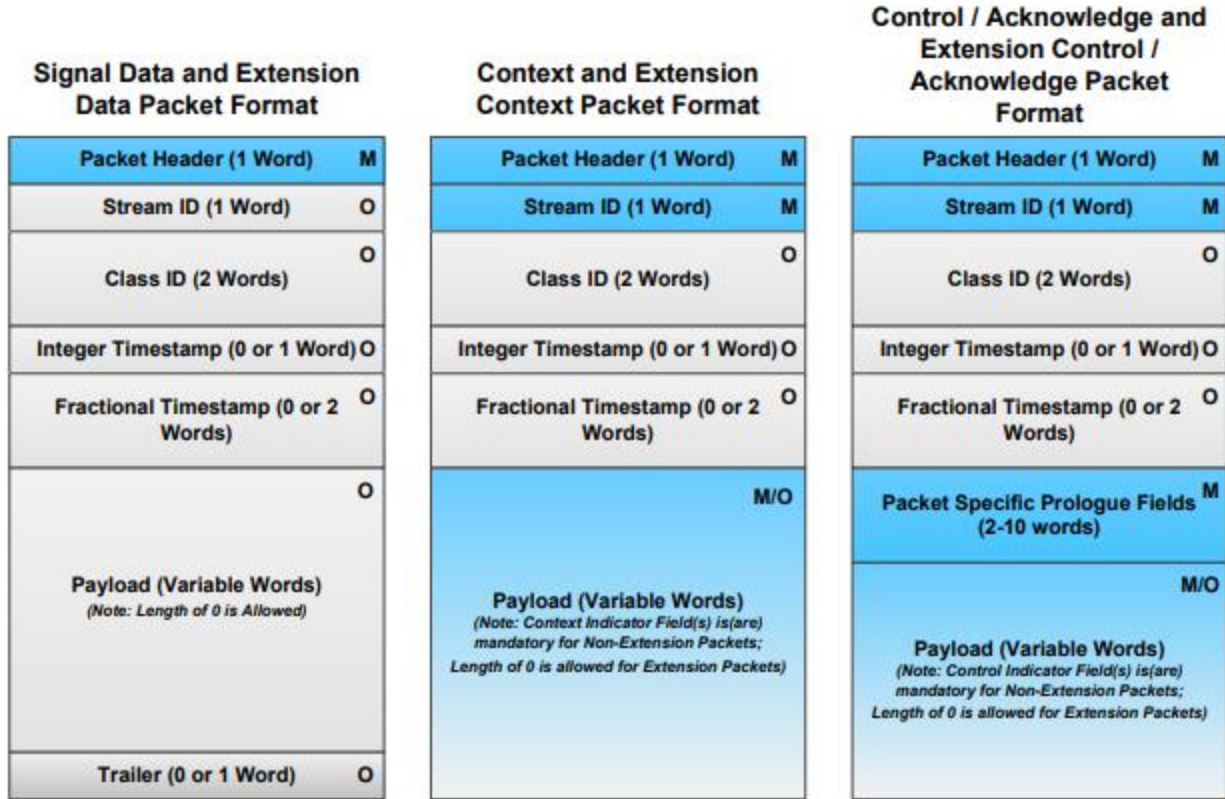 Signal Data and Extension
Data Packet Format
Packet Header (1 Word) M
Stream ID (1 Word) O
O
Class ID (2 Words)
Integer Timestamp (0 or 1 Word) O
Fractional Timestamp (0 or 2 O
Words)
O
Payload (Variable Words)
(Note: Length of 0 is Allowed)
Trailer (0 or 1 Word) O
Context and Extension
Context Packet Format
Packet Header (1 Word) M
Stream ID (1 Word) M
O
Class ID (2 Words)
Integer Timestamp (0 or 1 Word) O
Fractional Timestamp (0 or 2 O
Words)
M/O
Payload (Variable Words)
(Note: Context Indicator Field(s) is(are)
mandatory for Non-Extension Packets;
Length of 0 is allowed for Extension Packets)
Control / Acknowledge and
Extension Control /
Acknowledge Packet
Format
Packet Header (1 Word) M
Stream ID (1 Word) M
O
Class ID (2 Words)
Integer Timestamp (0 or 1 Word) O
Fractional Timestamp (0 or 2 O
Words)
Packet Specific Prologue Fields M
(2-10 words)
M/O
Payload (Variable Words)
(Note: Control Indicator Field(s) is(are)
mandatory for Non-Extension Packets;
Length of 0 is allowed for Extension Packets)